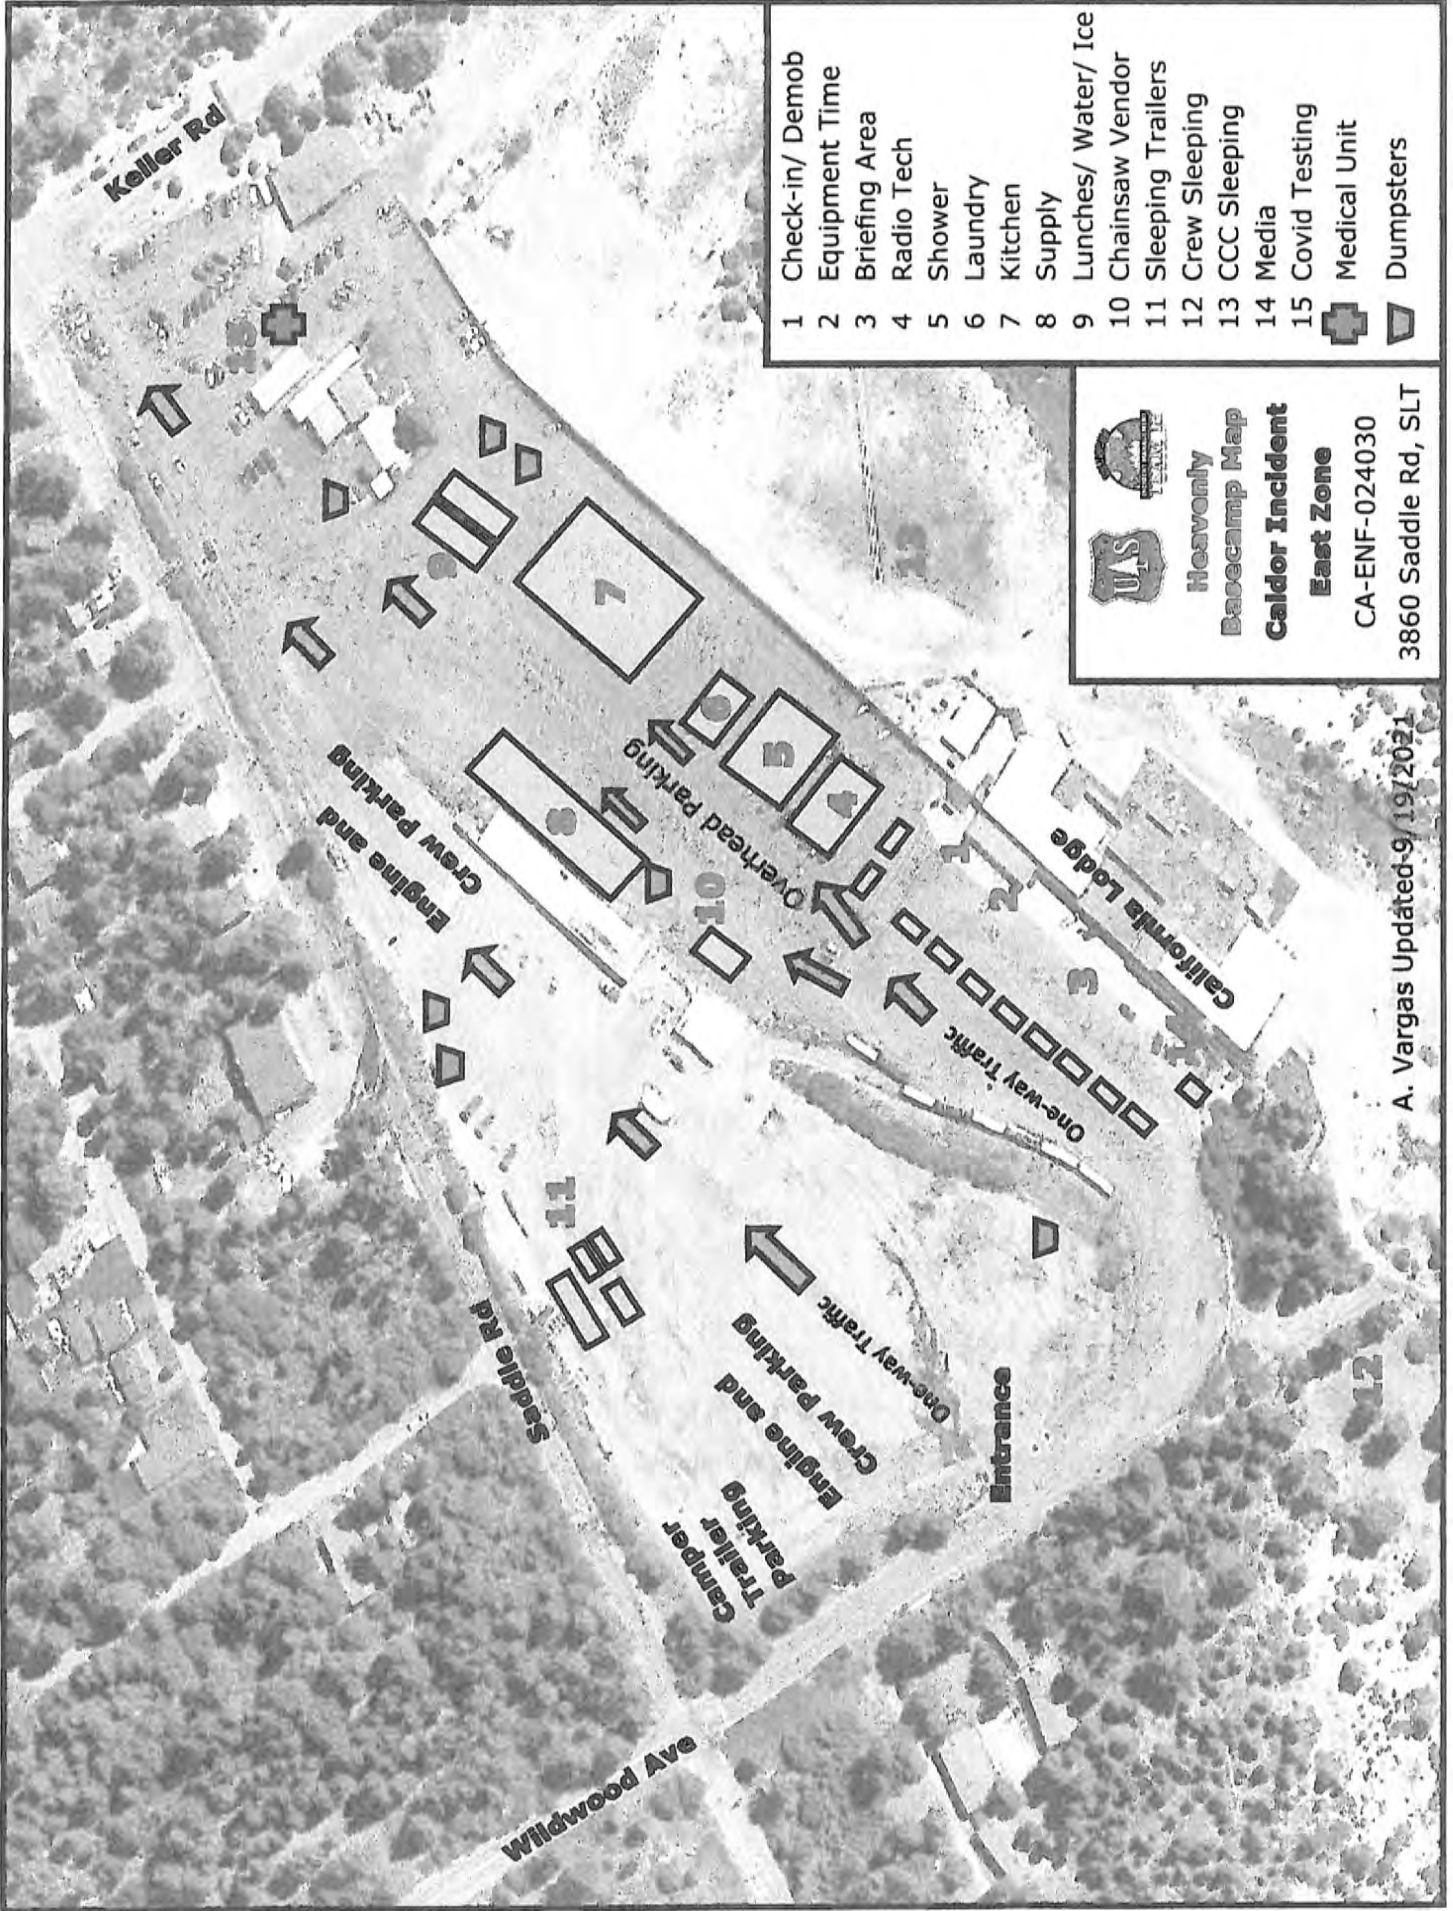 Keller Rd
15
9
7
6
5
4
8
10
Overhead Parking
Engine and
Crew Parking
1
2
3
California Lodge
13
One-way Traffic
11
Saddle Rd
One-way Traffic
Engine and
Crew Parking
Camper
Trailer
Parking
Entrance
12
Wildwood Ave
1 Check-in/ Demob
2 Equipment Time
3 Briefing Area
4 Radio Tech
5 Shower
6 Laundry
7 Kitchen
8 Supply
9 Lunches/ Water/ Ice
10 Chainsaw Vendor
11 Sleeping Trailers
12 Crew Sleeping
13 CCC Sleeping
14 Media
15 Covid Testing
Medical Unit
Dumpsters
UAS
Heavenly
Basecamp Map
Caldor Incident
East Zone
CA-ENF-024030
3860 Saddle Rd, SLT
A. Vargas Updated-9/19/2021